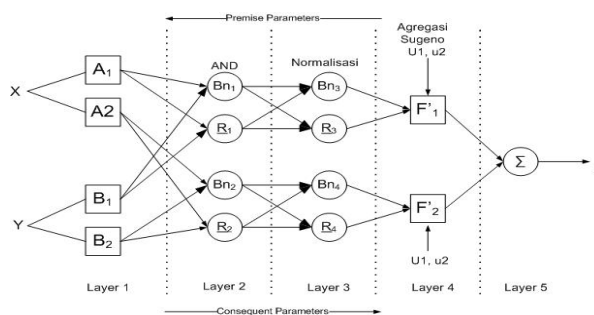 Premise Parameters
Agregasi
Sugeno
U1, u2
AND
Normalisasi
X
A1
A2
Bn1
R1
Bn3
R3
F'1
Σ
Y
B1
B2
Bn2
R2
Bn4
R4
F'2
U1, u2
Layer 1
Layer 2
Layer 3
Layer 4
Layer 5
Consequent Parameters